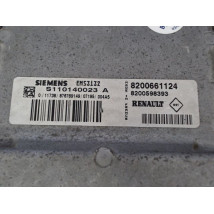 SIEMENS EMS3132
S110140023 A
8200661124
8200598393
RENAULT